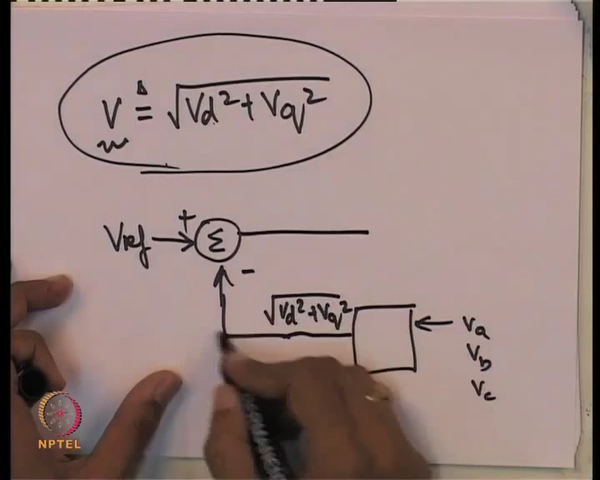 V ≜ √Vd²+Vq²
Vref + Σ
-
√Vd²+Vq²
Va
Vb
Vc
NPTEL